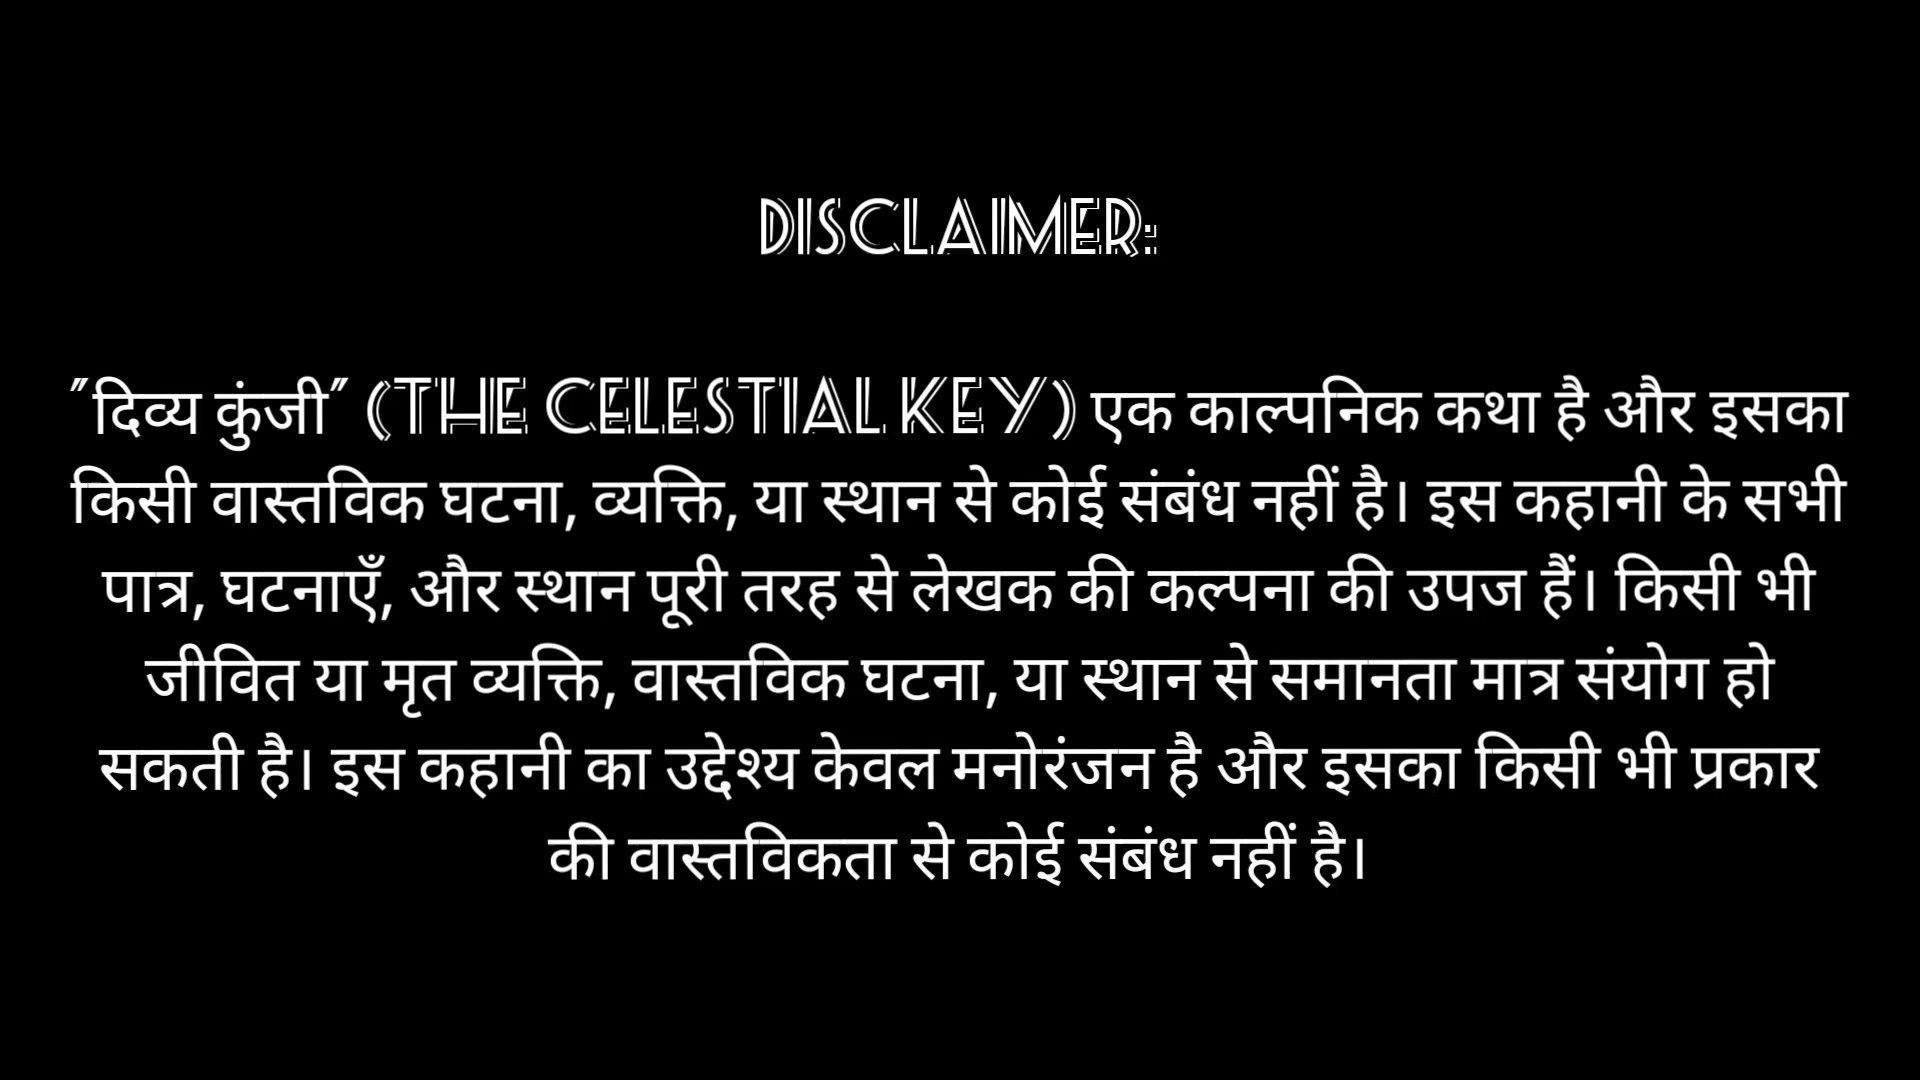 DISCLAIMER:
"दिव्य कुंजी" (THE CELESTIAL KEY) एक काल्पनिक कथा है और इसका
किसी वास्तविक घटना, व्यक्ति, या स्थान से कोई संबंध नहीं है। इस कहानी के सभी
पात्र, घटनाएँ, और स्थान पूरी तरह से लेखक की कल्पना की उपज हैं। किसी भी
जीवित या मृत व्यक्ति, वास्तविक घटना, या स्थान से समानता मात्र संयोग हो
सकती है। इस कहानी का उद्देश्य केवल मनोरंजन है और इसका किसी भी प्रकार
की वास्तविकता से कोई संबंध नहीं है।